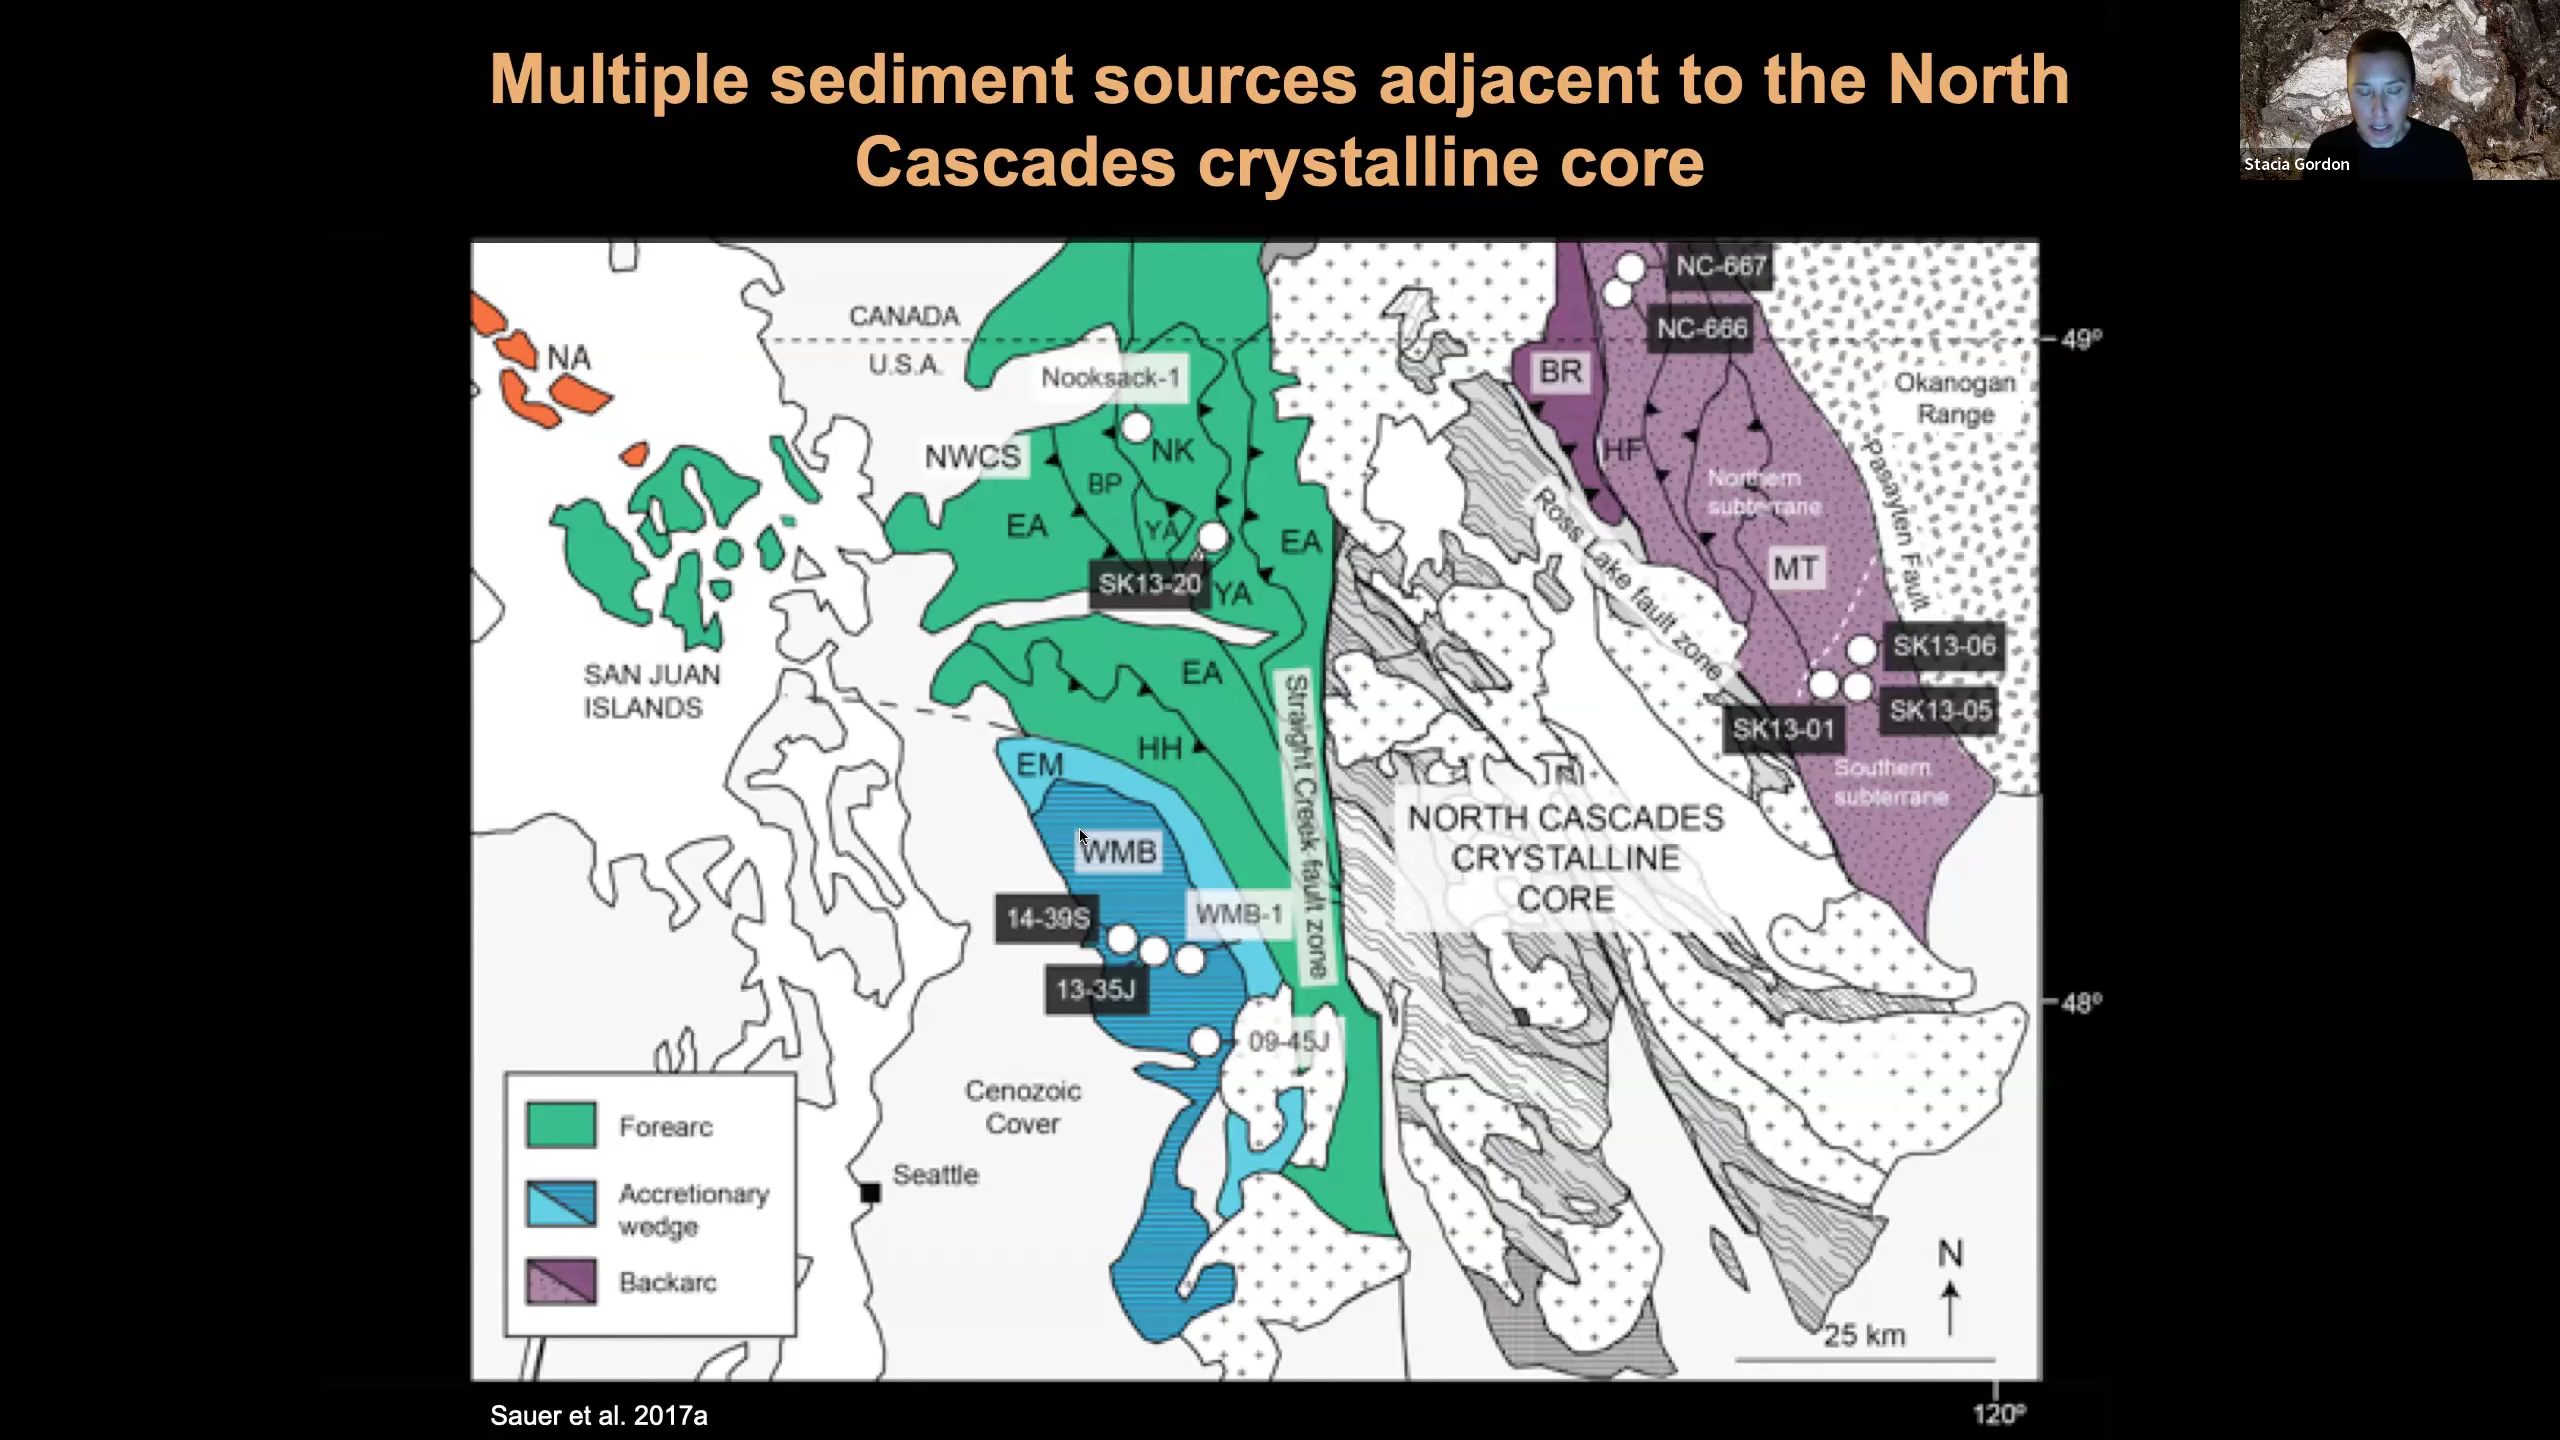 Multiple sediment sources adjacent to the North
Cascades crystalline core
Stacia Gordon
NC-667
NC-666
CANADA
U.S.A.
49º
NA
Nooksack-1
BR
Okanogan
Range
NWCS
NK
HF
BP
Northern
subterrane
Pasayten Fault
EA
YA
EA
Ross Lake fault zone
MT
SK13-20
YA
SK13-06
SAN JUAN
ISLANDS
EA
SK13-05
SK13-01
Straight Creek fault zone
HH
EM
Southern
subterrane
NORTH CASCADES
CRYSTALLINE
CORE
WMB
14-39S
WMB-1
13-35J
48º
09-45J
Cenozoic
Cover
Forearc
Seattle
Accretionary
wedge
Backarc
N
25 km
Sauer et al. 2017a
120º